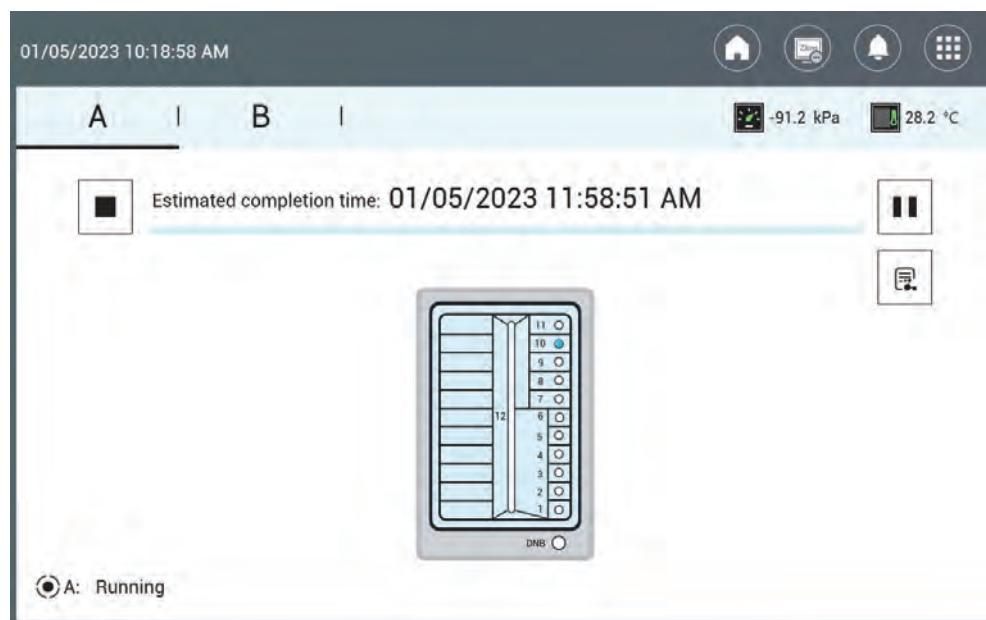 01/05/2023 10:18:58 AM
A | B |
-91.2 kPa
28.2 °C
Estimated completion time: 01/05/2023 11:58:51 AM
11
10
9
8
7
12 6
5
4
3
2
1
DNB
A: Running